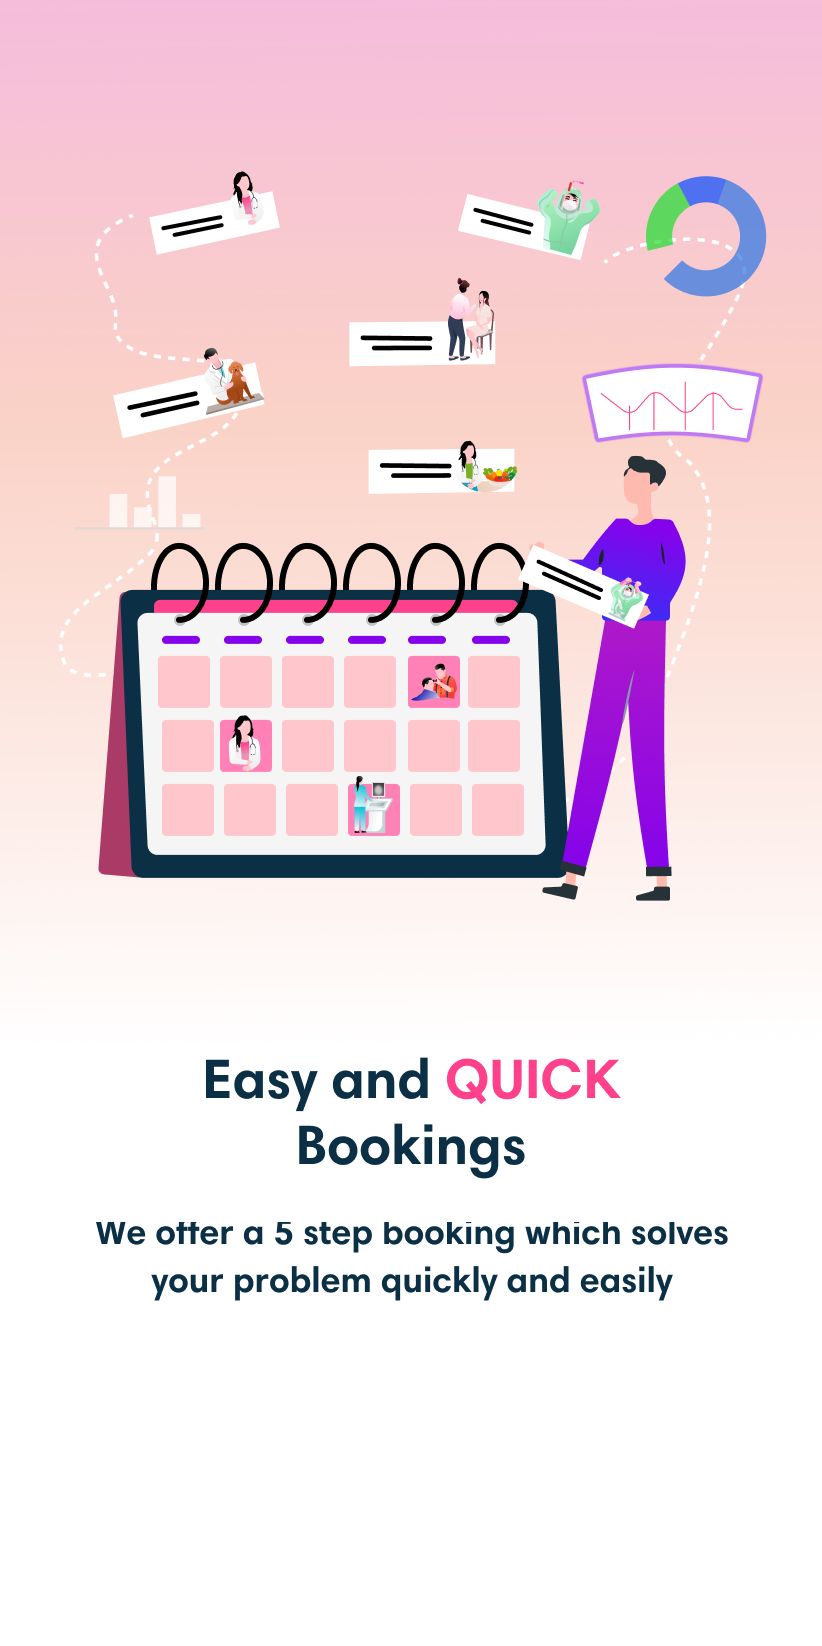 Easy and QUICK
Bookings
We offer a 5 step booking which solves
your problem quickly and easily